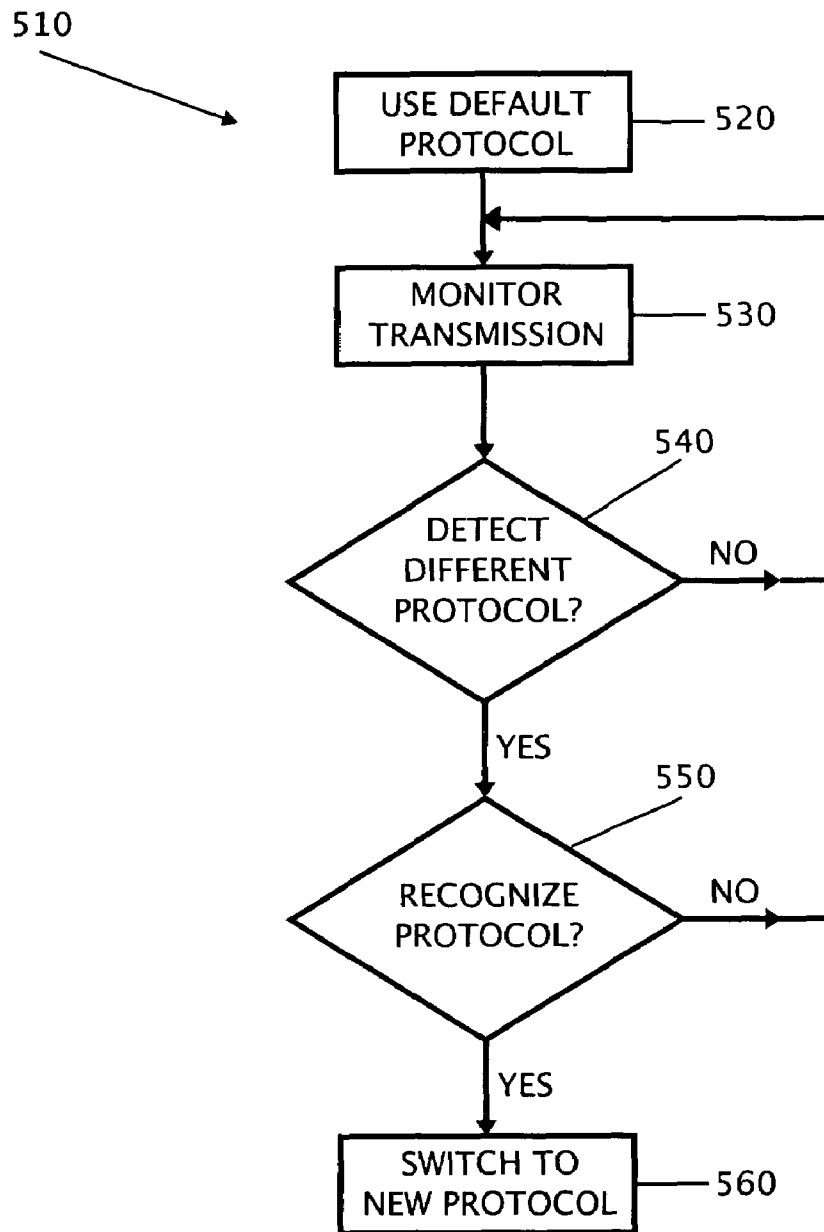 510
USE DEFAULT
PROTOCOL
520
MONITOR
TRANSMISSION
530
540
DETECT
DIFFERENT
PROTOCOL?
NO
YES
550
RECOGNIZE
PROTOCOL?
NO
YES
SWITCH TO
NEW PROTOCOL
560